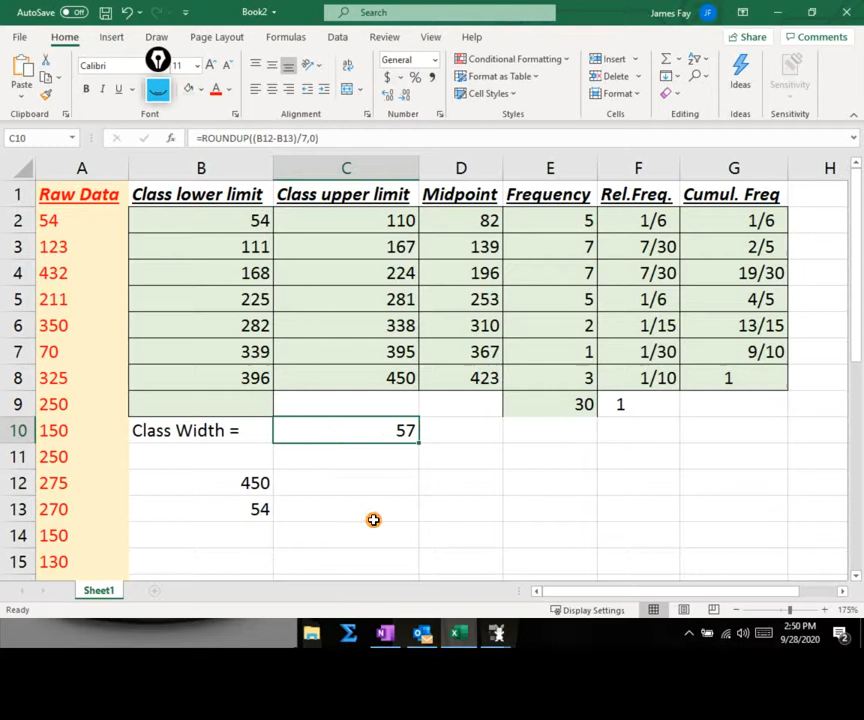 AutoSave Off Book2 Search James Fay JF
File Home Insert Draw Page Layout Formulas Data Review View Help Share Comments
Calibri 11 A A General Conditional Formatting Insert
Paste B I U A $ % Format as Table Delete Ideas Sensitivity
Cell Styles Format
Clipboard Font Alignment Number Styles Cells Editing Ideas Sensitivity
C10 fx =ROUNDUP((B12-B13)/7,0)
A B C D E F G H
1 Raw Data Class lower limit Class upper limit Midpoint Frequency Rel.Freq. Cumul. Freq
2 54 54 110 82 5 1/6 1/6
3 123 111 167 139 7 7/30 2/5
4 432 168 224 196 7 7/30 19/30
5 211 225 281 253 5 1/6 4/5
6 350 282 338 310 2 1/15 13/15
7 70 339 395 367 1 1/30 9/10
8 325 396 450 423 3 1/10 1
9 250 30 1
10 150 Class Width = 57
11 250
12 275 450
13 270 54
14 150
15 130
Sheet1
Ready Display Settings 175%
2:50 PM
9/28/2020
2